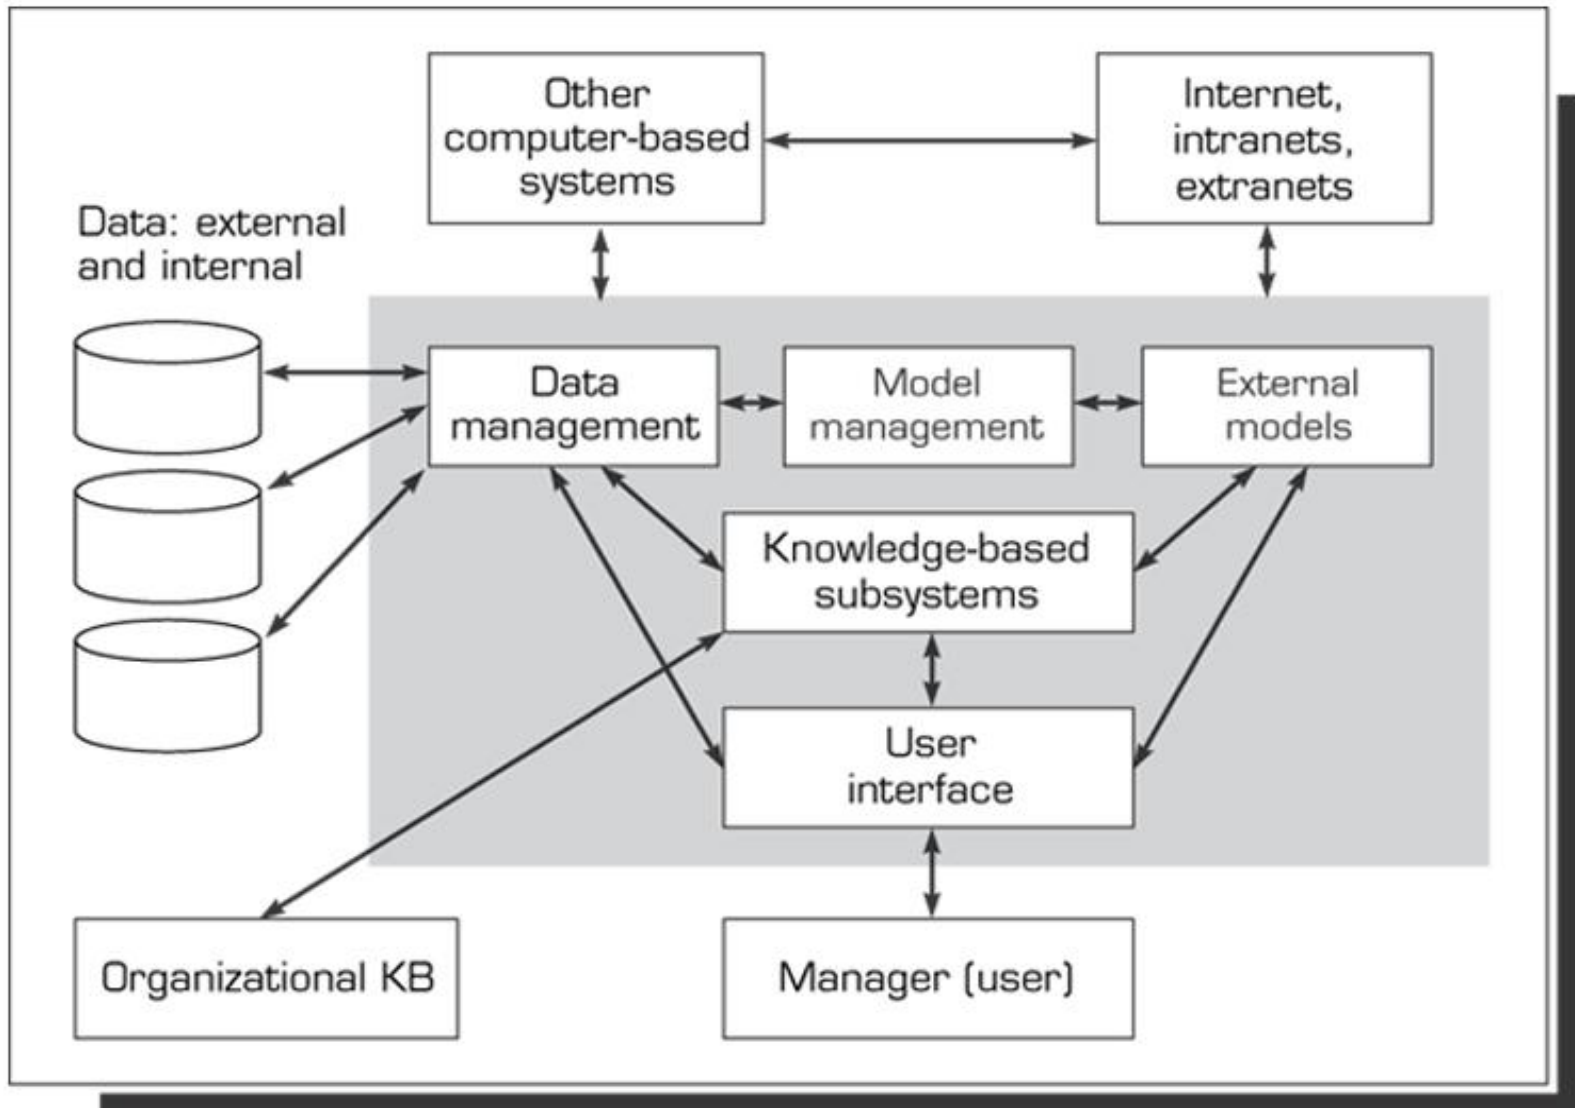 Other
computer-based
systems
Internet,
intranets,
extranets
Data: external
and internal
Data
management
Model
management
External
models
Knowledge-based
subsystems
User
interface
Organizational KB
Manager (user)